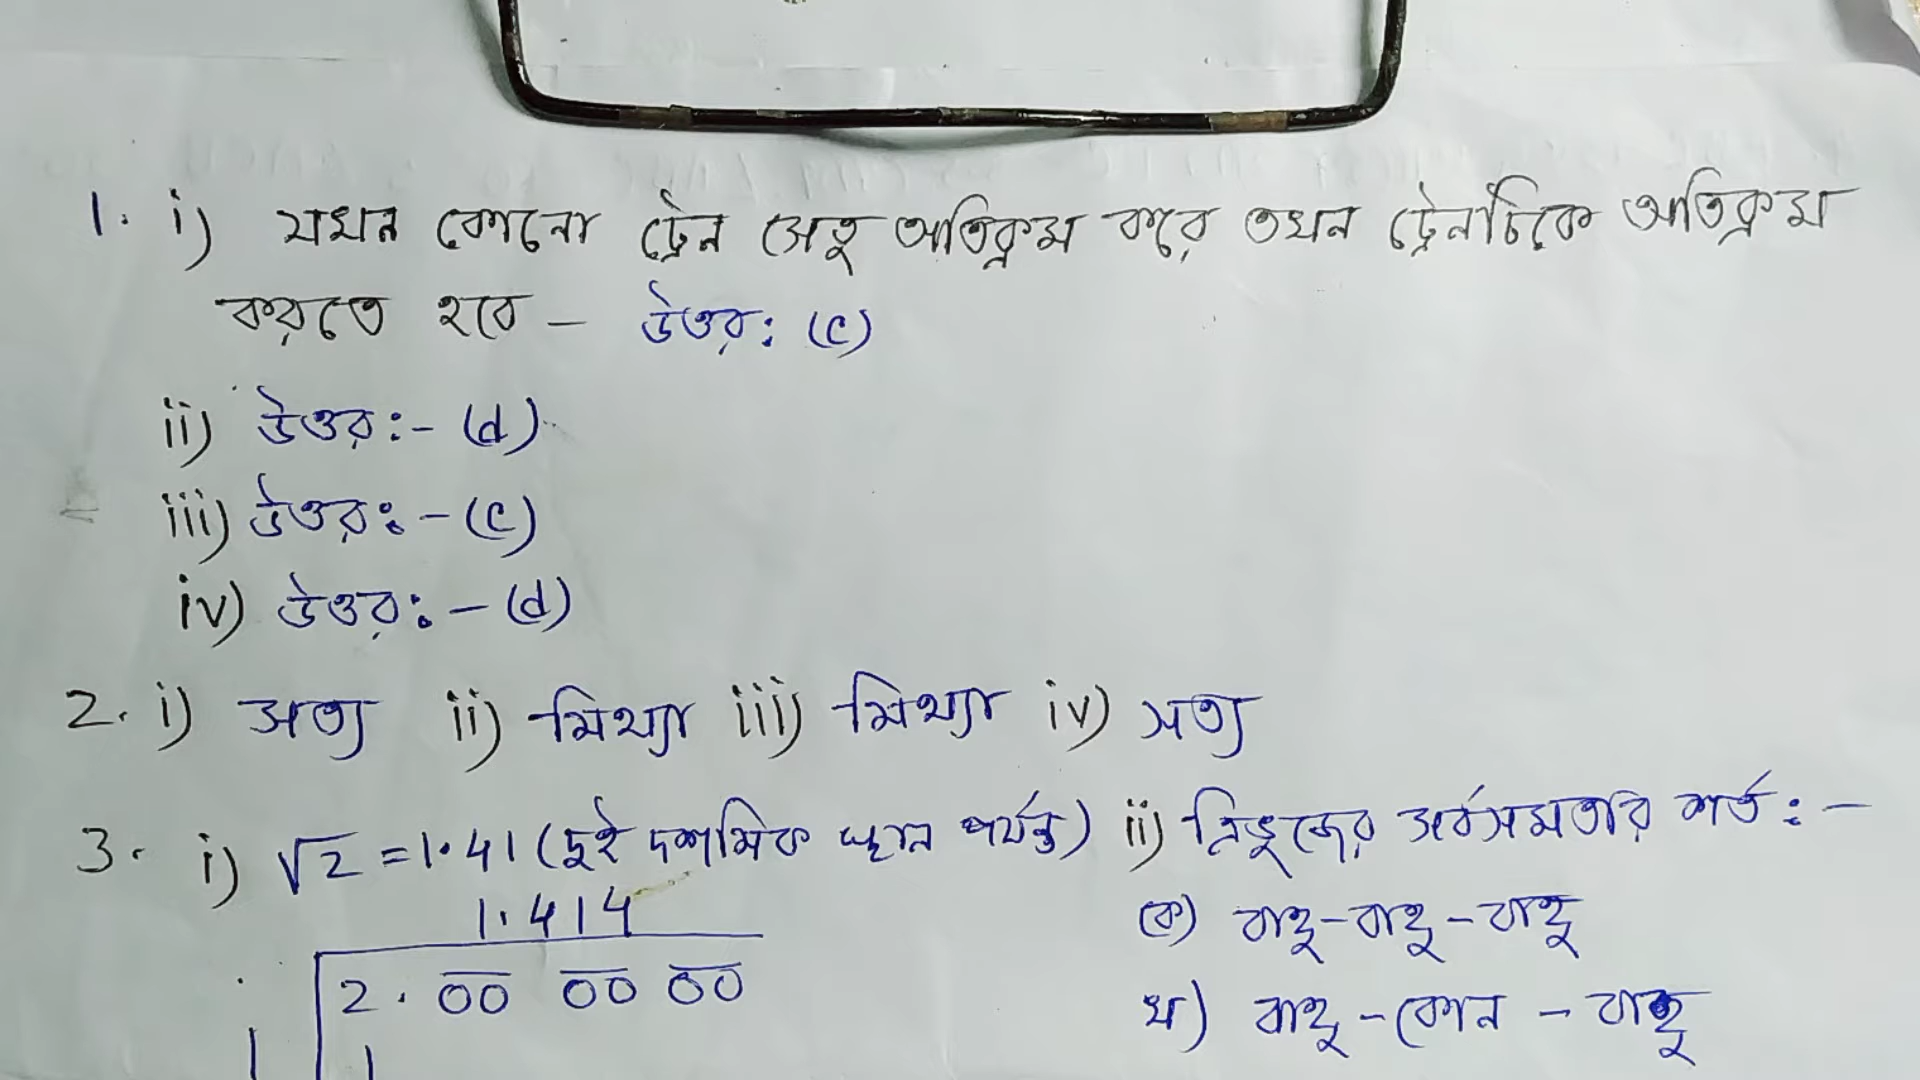 1. i) যখন কোনো ট্রেন সেতু অতিক্রম করে তখন ট্রেনটিকে অতিক্রম
করতে হবে – উত্তর: (c)
ii) উত্তর:- (d)
iii) উত্তর:- (c)
iv) উত্তর:- (d)
2. i) সত্য ii) মিথ্যা iii) মিথ্যা iv) সত্য
3. i) √2 = 1.41 (দুই দশমিক স্থান পর্যন্ত) ii) ত্রিভুজের সর্বসমতার শর্ত:-
1.414
2. 00 00 00
1
1
(ক) বাহু-বাহু-বাহু
খ) বাহু-কোন-বাহু